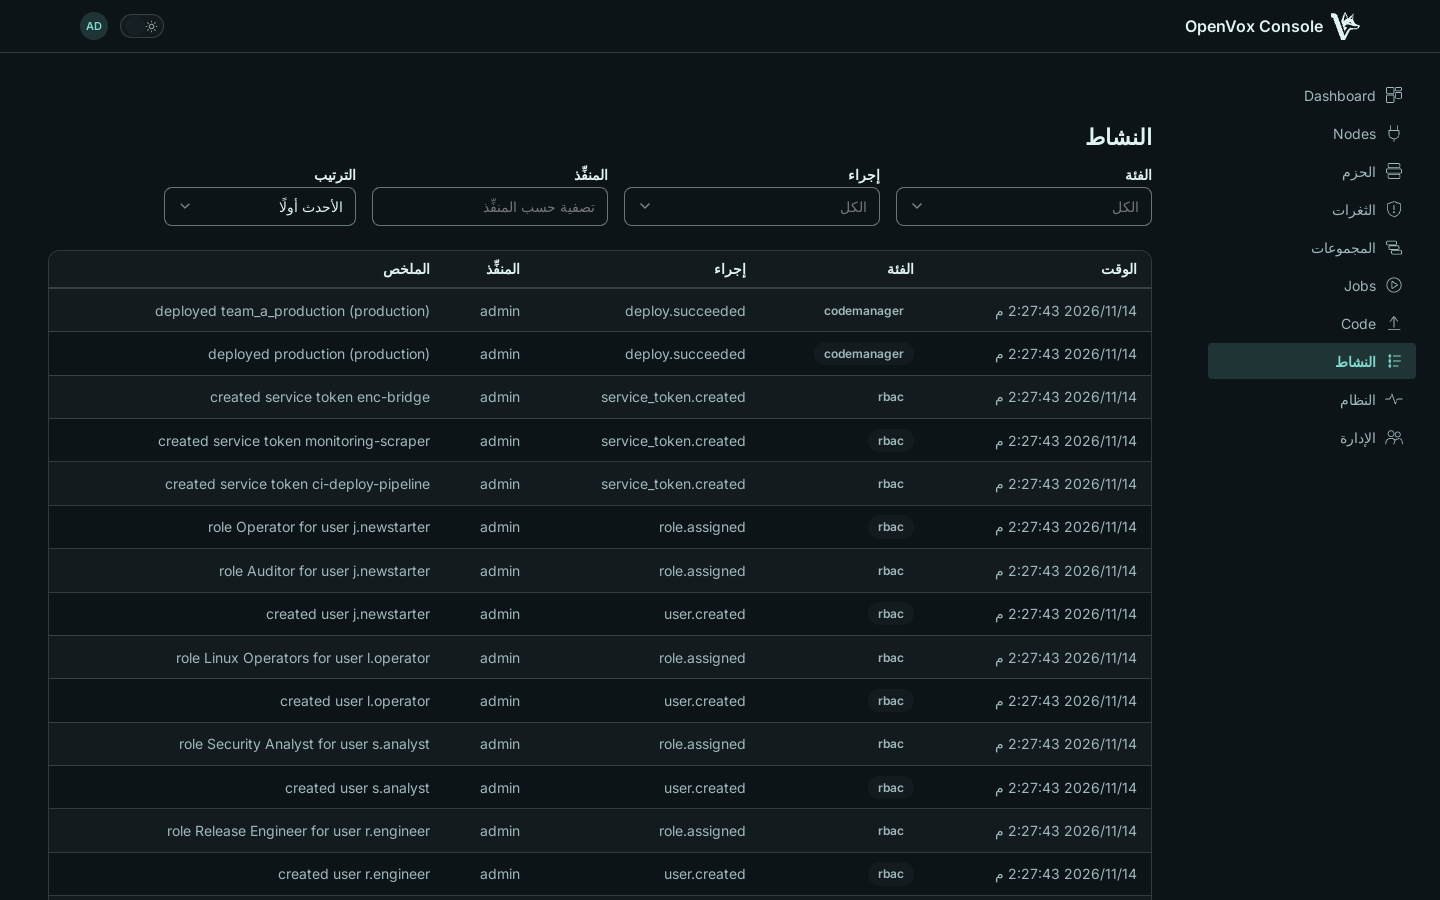 OpenVox Console
AD
Dashboard
Nodes
الحزم
الثغرات
المجموعات
Jobs
Code
النشاط
النظام
الإدارة
النشاط
الفئة إجراء المنفِّذ الترتيب
الكل الكل تصفية حسب المنفِّذ الأحدث أولًا
الوقت الفئة إجراء المنفِّذ الملخص
2026/11/14 2:27:43 م codemanager deploy.succeeded admin deployed team_a_production (production)
2026/11/14 2:27:43 م codemanager deploy.succeeded admin deployed production (production)
2026/11/14 2:27:43 م rbac service_token.created admin created service token enc-bridge
2026/11/14 2:27:43 م rbac service_token.created admin created service token monitoring-scraper
2026/11/14 2:27:43 م rbac service_token.created admin created service token ci-deploy-pipeline
2026/11/14 2:27:43 م rbac role.assigned admin role Operator for user j.newstarter
2026/11/14 2:27:43 م rbac role.assigned admin role Auditor for user j.newstarter
2026/11/14 2:27:43 م rbac user.created admin created user j.newstarter
2026/11/14 2:27:43 م rbac role.assigned admin role Linux Operators for user l.operator
2026/11/14 2:27:43 م rbac user.created admin created user l.operator
2026/11/14 2:27:43 م rbac role.assigned admin role Security Analyst for user s.analyst
2026/11/14 2:27:43 م rbac user.created admin created user s.analyst
2026/11/14 2:27:43 م rbac role.assigned admin role Release Engineer for user r.engineer
2026/11/14 2:27:43 م rbac user.created admin created user r.engineer